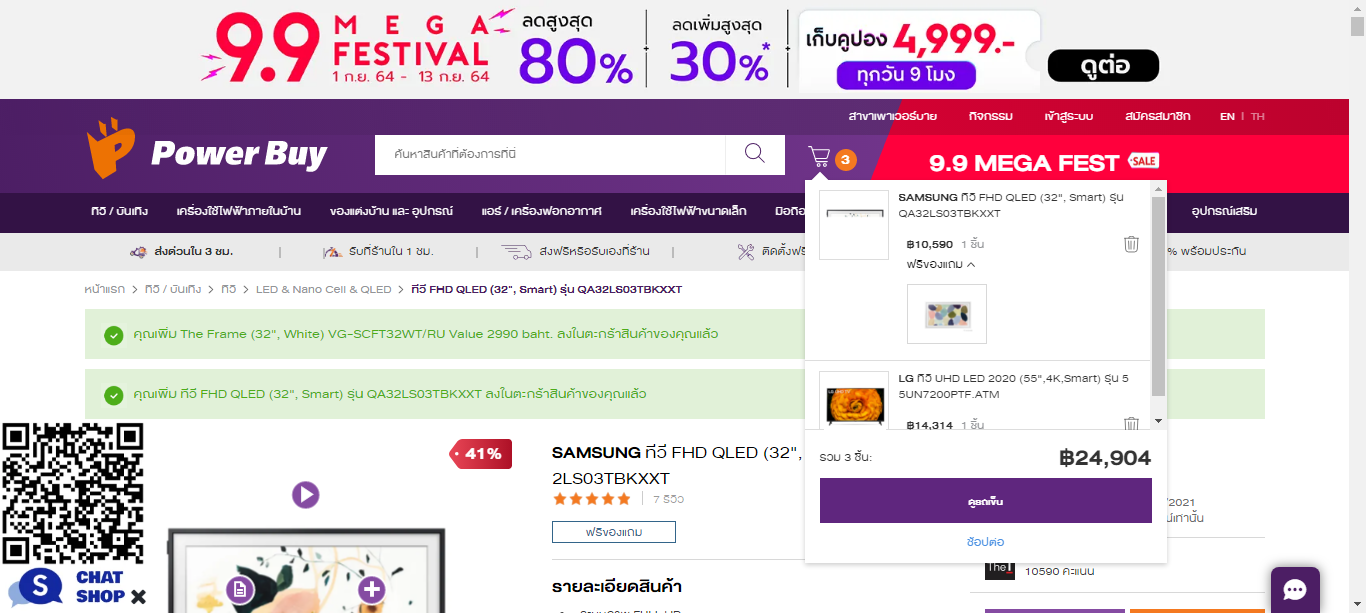 9.9
MEGA
FESTIVAL
1 ก.ย. 64 - 13 ก.ย. 64
ลดสูงสุด
80%
ลดเพิ่มสูงสุด
30%*
เก็บคูปอง 4,999.-
ทุกวัน 9 โมง
ดูต่อ
สาขาเพาเวอร์บาย กิจกรรม เข้าสู่ระบบ สมัครสมาชิก EN | TH
Power Buy
ค้นหาสินค้าที่ต้องการที่นี่
3
9.9 MEGA FEST SALE
ทีวี / บันเทิง เครื่องใช้ไฟฟ้าภายในบ้าน ของแต่งบ้าน และ อุปกรณ์ แอร์ / เครื่องฟอกอากาศ เครื่องใช้ไฟฟ้าขนาดเล็ก มือถือ อุปกรณ์เสริม
ส่งด่วนใน 3 ชม. | รับที่ร้านใน 1 ชม. | ส่งฟรีหรือรับเองที่ร้าน | ติดตั้งฟรี % พร้อมประกัน
หน้าแรก > ทีวี / บันเทิง > ทีวี > LED & Nano Cell & QLED > ทีวี FHD QLED (32", Smart) รุ่น QA32LS03TBKXXT
คุณเพิ่ม The Frame (32", White) VG-SCFT32WT/RU Value 2990 baht. ลงในตะกร้าสินค้าของคุณแล้ว
คุณเพิ่ม ทีวี FHD QLED (32", Smart) รุ่น QA32LS03TBKXXT ลงในตะกร้าสินค้าของคุณแล้ว
SAMSUNG ทีวี FHD QLED (32", Smart) รุ่น
QA32LS03TBKXXT
฿10,590 1 ชิ้น
ฟรีของแถม
LG ทีวี UHD LED 2020 (55",4K,Smart) รุ่น 5
5UN7200PTF.ATM
฿14,314 1 ชิ้น
รวม 3 ชิ้น: ฿24,904
ดูรถเข็น
ช้อปต่อ
41%
SAMSUNG ทีวี FHD QLED (32",
2LS03TBKXXT
7 รีวิว
ฟรีของแถม
รายละเอียดสินค้า
/2021
The1 10590 คะแนน
S CHAT
SHOP